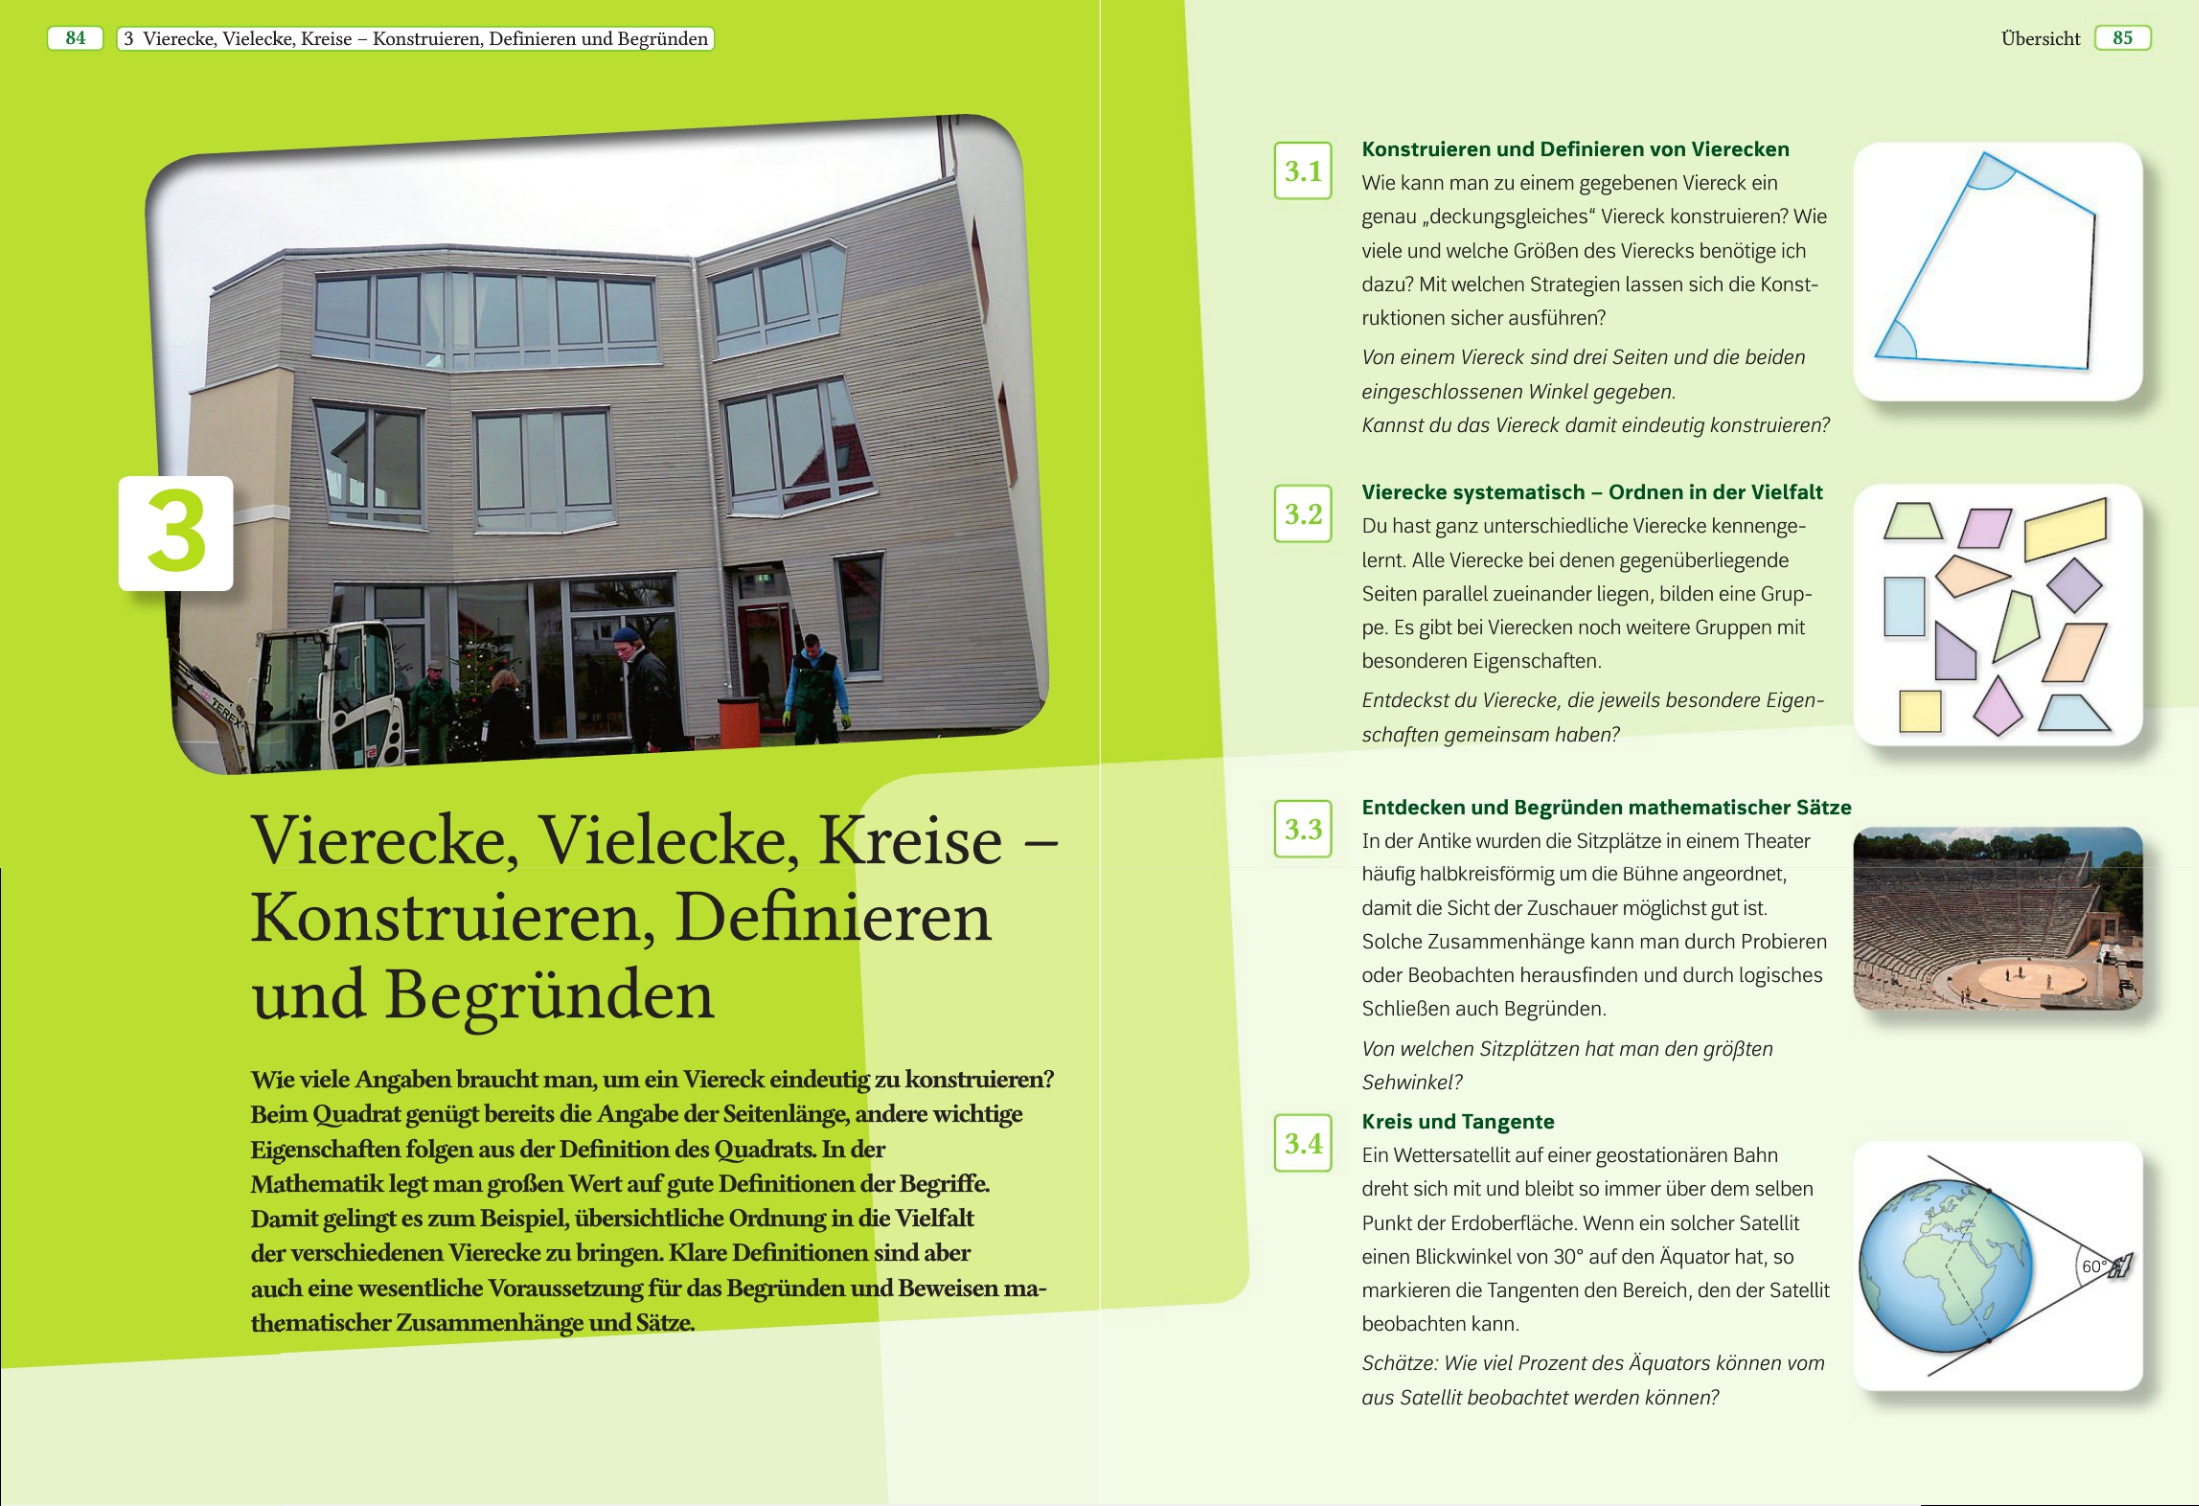 84
3 Vierecke, Vielecke, Kreise – Konstruieren, Definieren und Begründen
TEREX
3
Vierecke, Vielecke, Kreise –
Konstruieren, Definieren
und Begründen
Wie viele Angaben braucht man, um ein Viereck eindeutig zu konstruieren?
Beim Quadrat genügt bereits die Angabe der Seitenlänge, andere wichtige
Eigenschaften folgen aus der Definition des Quadrats. In der
Mathematik legt man großen Wert auf gute Definitionen der Begriffe.
Damit gelingt es zum Beispiel, übersichtliche Ordnung in die Vielfalt
der verschiedenen Vierecke zu bringen. Klare Definitionen sind aber
auch eine wesentliche Voraussetzung für das Begründen und Beweisen ma-
thematischer Zusammenhänge und Sätze.
Übersicht
85
3.1
Konstruieren und Definieren von Vierecken
Wie kann man zu einem gegebenen Viereck ein
genau „deckungsgleiches“ Viereck konstruieren? Wie
viele und welche Größen des Vierecks benötige ich
dazu? Mit welchen Strategien lassen sich die Konst-
ruktionen sicher ausführen?
Von einem Viereck sind drei Seiten und die beiden
eingeschlossenen Winkel gegeben.
Kannst du das Viereck damit eindeutig konstruieren?
3.2
Vierecke systematisch – Ordnen in der Vielfalt
Du hast ganz unterschiedliche Vierecke kennenge-
lernt. Alle Vierecke bei denen gegenüberliegende
Seiten parallel zueinander liegen, bilden eine Grup-
pe. Es gibt bei Vierecken noch weitere Gruppen mit
besonderen Eigenschaften.
Entdeckst du Vierecke, die jeweils besondere Eigen-
schaften gemeinsam haben?
3.3
Entdecken und Begründen mathematischer Sätze
In der Antike wurden die Sitzplätze in einem Theater
häufig halbkreisförmig um die Bühne angeordnet,
damit die Sicht der Zuschauer möglichst gut ist.
Solche Zusammenhänge kann man durch Probieren
oder Beobachten herausfinden und durch logisches
Schließen auch Begründen.
Von welchen Sitzplätzen hat man den größten
Sehwinkel?
3.4
Kreis und Tangente
Ein Wettersatellit auf einer geostationären Bahn
dreht sich mit und bleibt so immer über dem selben
Punkt der Erdoberfläche. Wenn ein solcher Satellit
einen Blickwinkel von 30° auf den Äquator hat, so
markieren die Tangenten den Bereich, den der Satellit
beobachten kann.
Schätze: Wie viel Prozent des Äquators können vom
aus Satellit beobachtet werden können?
60°